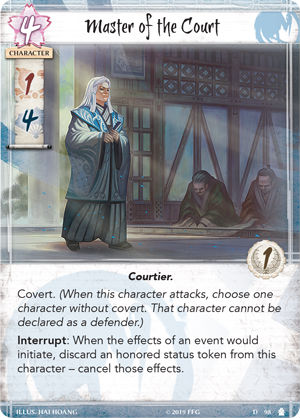 4
Master of the Court
CHARACTER
1
4
1
Courtier.
Covert. (When this character attacks, choose one
character without covert. That character cannot be
declared as a defender.)
Interrupt: When the effects of an event would
initiate, discard an honored status token from this
character – cancel those effects.
ILLUS. HAI HOANG
©2019 FFG
D 98